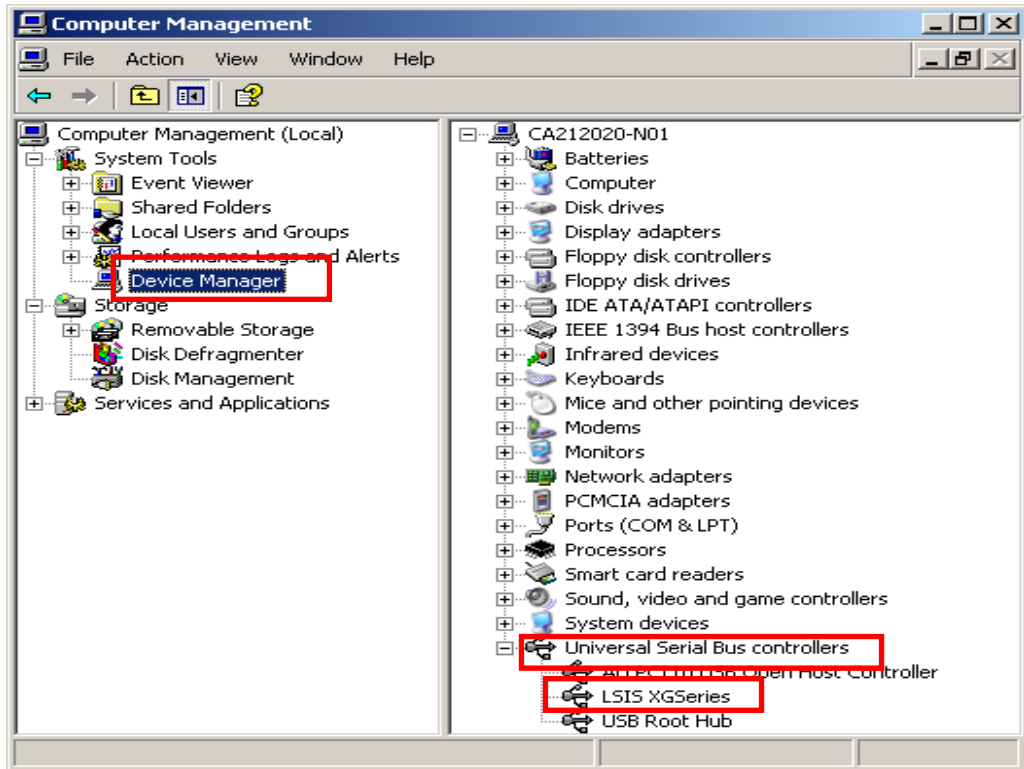 Computer Management
File Action View Window Help
Computer Management (Local)
System Tools
Event Viewer
Shared Folders
Local Users and Groups
Performance Logs and Alerts
Device Manager
Storage
Removable Storage
Disk Defragmenter
Disk Management
Services and Applications
CA212020-N01
Batteries
Computer
Disk drives
Display adapters
Floppy disk controllers
Floppy disk drives
IDE ATA/ATAPI controllers
IEEE 1394 Bus host controllers
Infrared devices
Keyboards
Mice and other pointing devices
Modems
Monitors
Network adapters
PCMCIA adapters
Ports (COM & LPT)
Processors
Smart card readers
Sound, video and game controllers
System devices
Universal Serial Bus controllers
ALi PCI to USB Open Host Controller
LSIS XGSeries
USB Root Hub